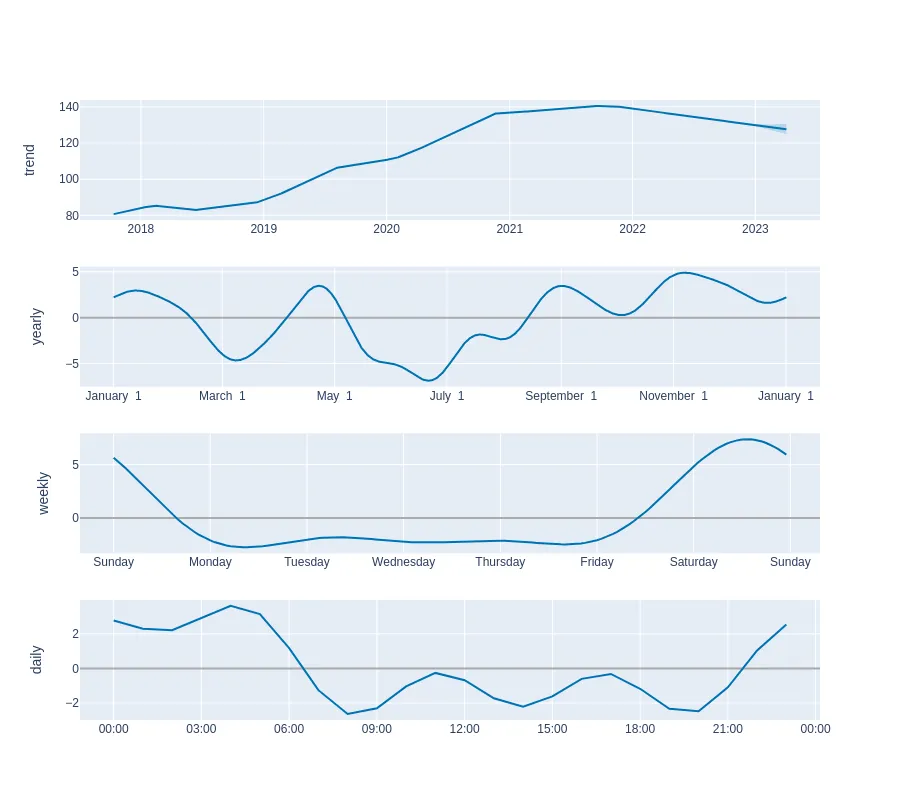 trend
140
120
100
80
2018 2019 2020 2021 2022 2023
yearly
5
0
−5
January 1 March 1 May 1 July 1 September 1 November 1 January 1
weekly
5
0
Sunday Monday Tuesday Wednesday Thursday Friday Saturday Sunday
daily
2
0
−2
00:00 03:00 06:00 09:00 12:00 15:00 18:00 21:00 00:00